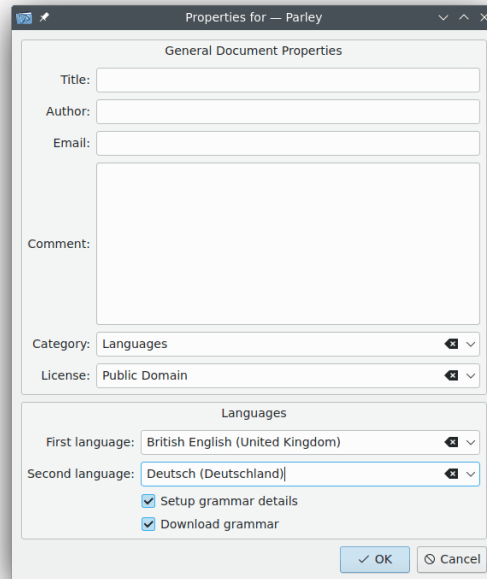 Properties for — Parley
General Document Properties
Title:
Author:
Email:
Comment:
Category: Languages
License: Public Domain
Languages
First language: British English (United Kingdom)
Second language: Deutsch (Deutschland)
Setup grammar details
Download grammar
OK Cancel